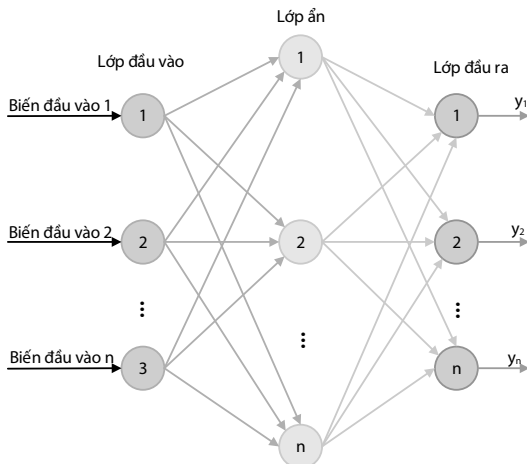 Lớp ẩn
Lớp đầu vào
Lớp đầu ra
1
Biến đầu vào 1
1
1
y1
Biến đầu vào 2
2
2
2
y2
...
...
...
Biến đầu vào n
3
n
yn
n